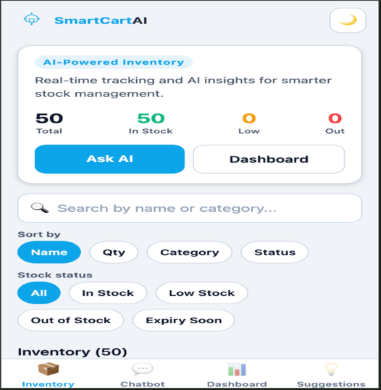 SmartCartAI
AI-Powered Inventory
Real-time tracking and AI insights for smarter
stock management.
50 50 0 0
Total In Stock Low Out
Ask AI Dashboard
Search by name or category...
Sort by
Name Qty Category Status
Stock status
All In Stock Low Stock
Out of Stock Expiry Soon
Inventory (50)
Inventory Chatbot Dashboard Suggestions